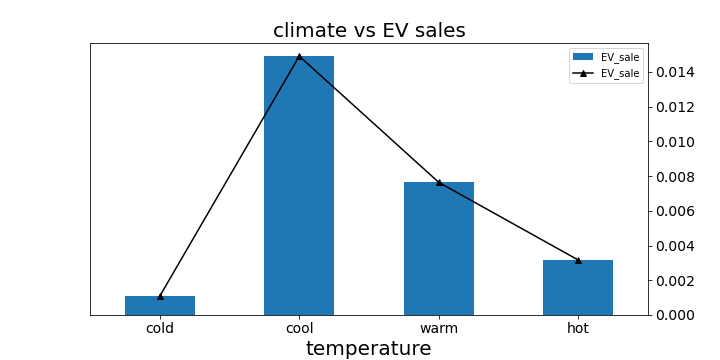 climate vs EV sales
EV_sale
EV_sale
0.014
0.012
0.010
0.008
0.006
0.004
0.002
0.000
cold cool warm hot
temperature